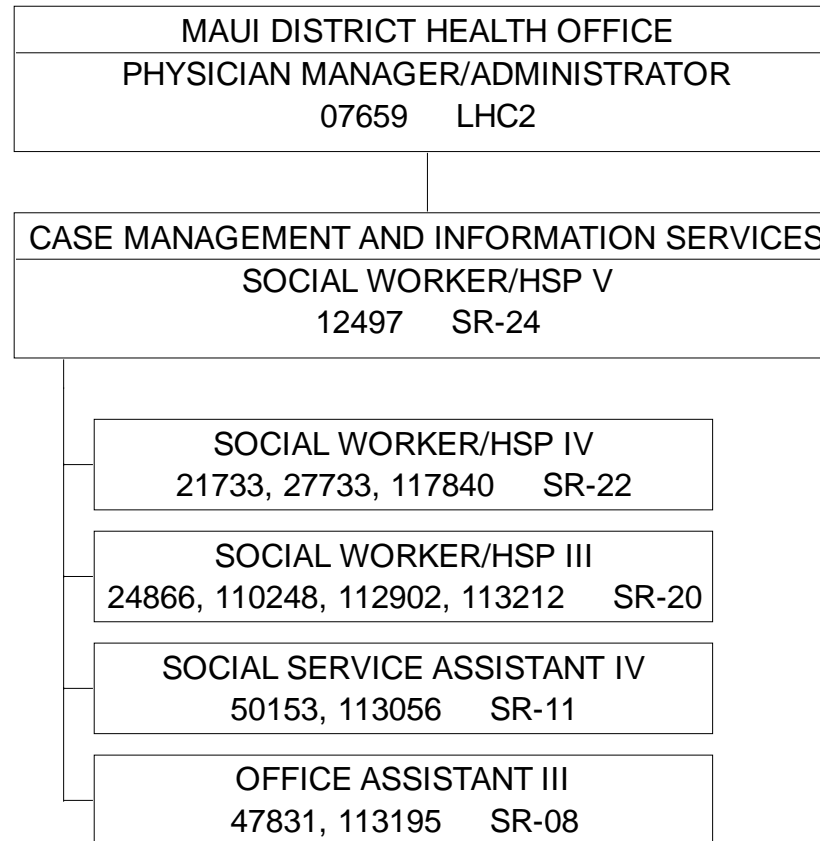 MAUI DISTRICT HEALTH OFFICE
PHYSICIAN MANAGER/ADMINISTRATOR
07659 LHC2
CASE MANAGEMENT AND INFORMATION SERVICES
SOCIAL WORKER/HSP V
12497 SR-24
SOCIAL WORKER/HSP IV
21733, 27733, 117840 SR-22
SOCIAL WORKER/HSP III
24866, 110248, 112902, 113212 SR-20
SOCIAL SERVICE ASSISTANT IV
50153, 113056 SR-11
OFFICE ASSISTANT III
47831, 113195 SR-08